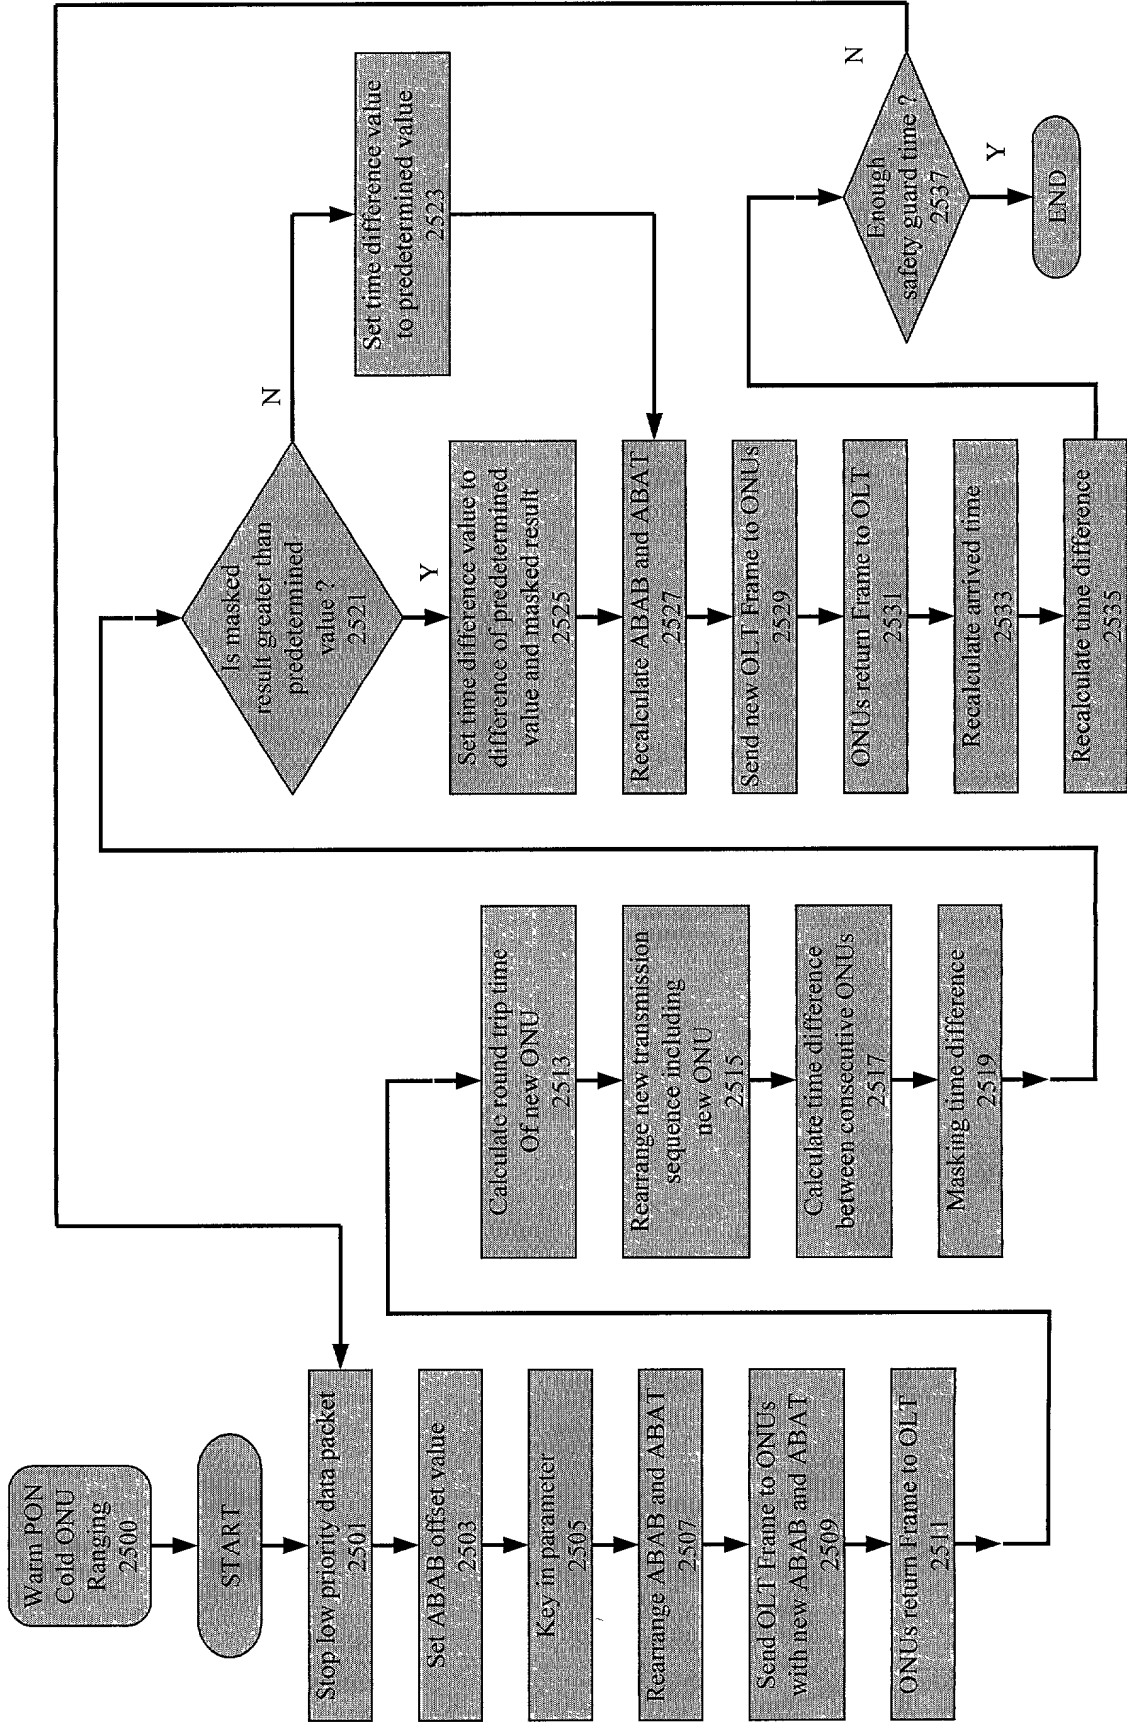 Warm PON
Cold ONU
Ranging
2500
START
Stop low priority data packet
2501
Set ABAB offset value
2503
Key in parameter
2505
Rearrange ABAB and ABAT
2507
Send OLT Frame to ONUs
with new ABAB and ABAT
2509
ONUs return Frame to OLT
2511
Calculate round trip time
Of new ONU
2513
Rearrange new transmission
sequence including
new ONU
2515
Calculate time difference
between consecutive ONUs
2517
Masking time difference
2519
Is masked
result greater than
predetermined
value ?
2521
N
Y
Set time difference value
to predetermined value
2523
Set time difference value to
difference of predetermined
value and masked result
2525
Recalculate ABAB and ABAT
2527
Send new OLT Frame to ONUs
2529
ONUs return Frame to OLT
2531
Recalculate arrived time
2533
Recalculate time difference
2535
Enough
safety guard time ?
2537
N
Y
END